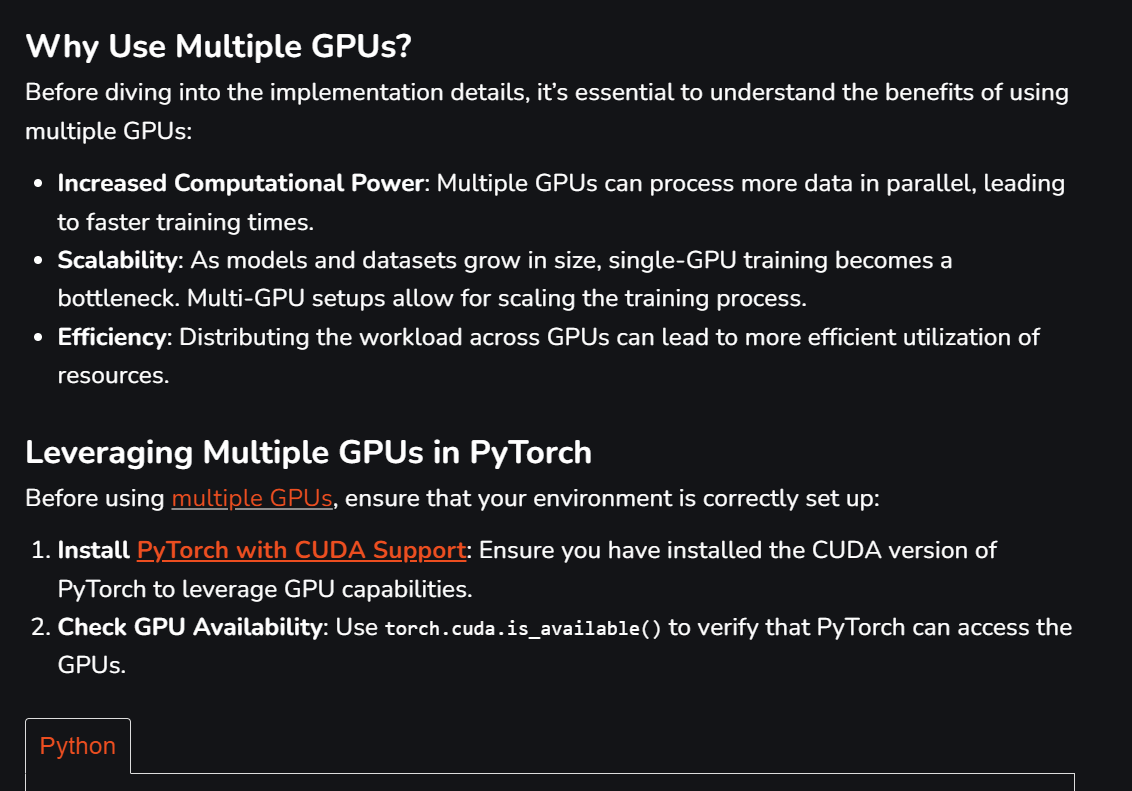 Why Use Multiple GPUs?
Before diving into the implementation details, it’s essential to understand the benefits of using
multiple GPUs:
• Increased Computational Power: Multiple GPUs can process more data in parallel, leading
to faster training times.
• Scalability: As models and datasets grow in size, single-GPU training becomes a
bottleneck. Multi-GPU setups allow for scaling the training process.
• Efficiency: Distributing the workload across GPUs can lead to more efficient utilization of
resources.
Leveraging Multiple GPUs in PyTorch
Before using multiple GPUs, ensure that your environment is correctly set up:
1. Install PyTorch with CUDA Support: Ensure you have installed the CUDA version of
PyTorch to leverage GPU capabilities.
2. Check GPU Availability: Use torch.cuda.is_available() to verify that PyTorch can access the
GPUs.
Python